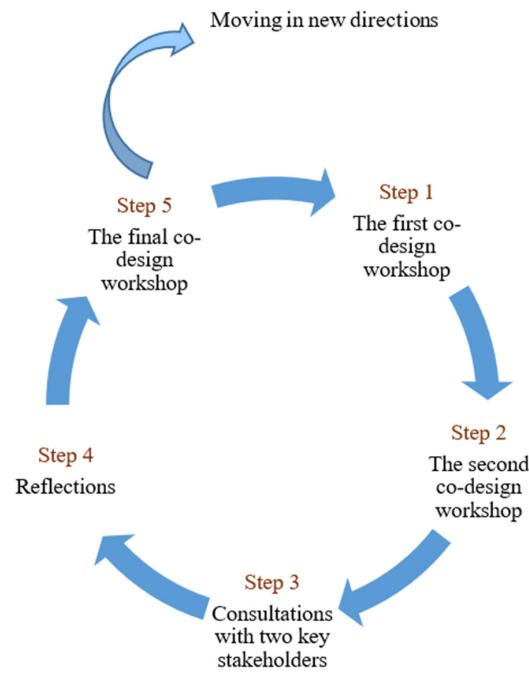 Moving in new directions
Step 1
The first co-
design
workshop
Step 2
The second
co-design
workshop
Step 3
Consultations
with two key
stakeholders
Step 4
Reflections
Step 5
The final co-
design
workshop